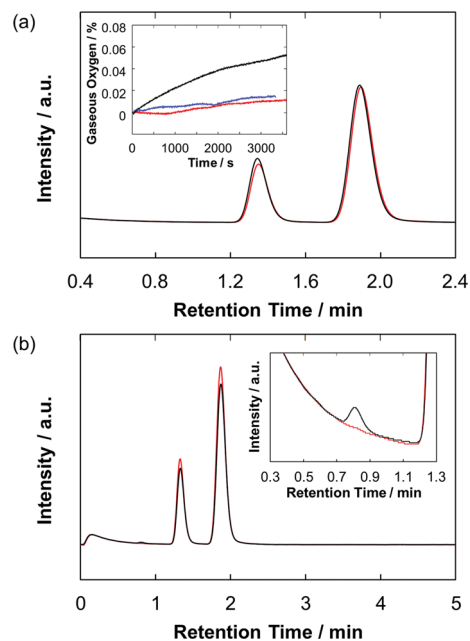 (a)
Intensity / a.u.
Gaseous Oxygen / %
0.08
0.06
0.04
0.02
0
0 1000 2000 3000
Time / s
0.4 0.8 1.2 1.6 2.0 2.4
Retention Time / min
(b)
Intensity / a.u.
Intensity / a.u.
0.3 0.5 0.7 0.9 1.1 1.3
Retention Time / min
0 1 2 3 4 5
Retention Time / min